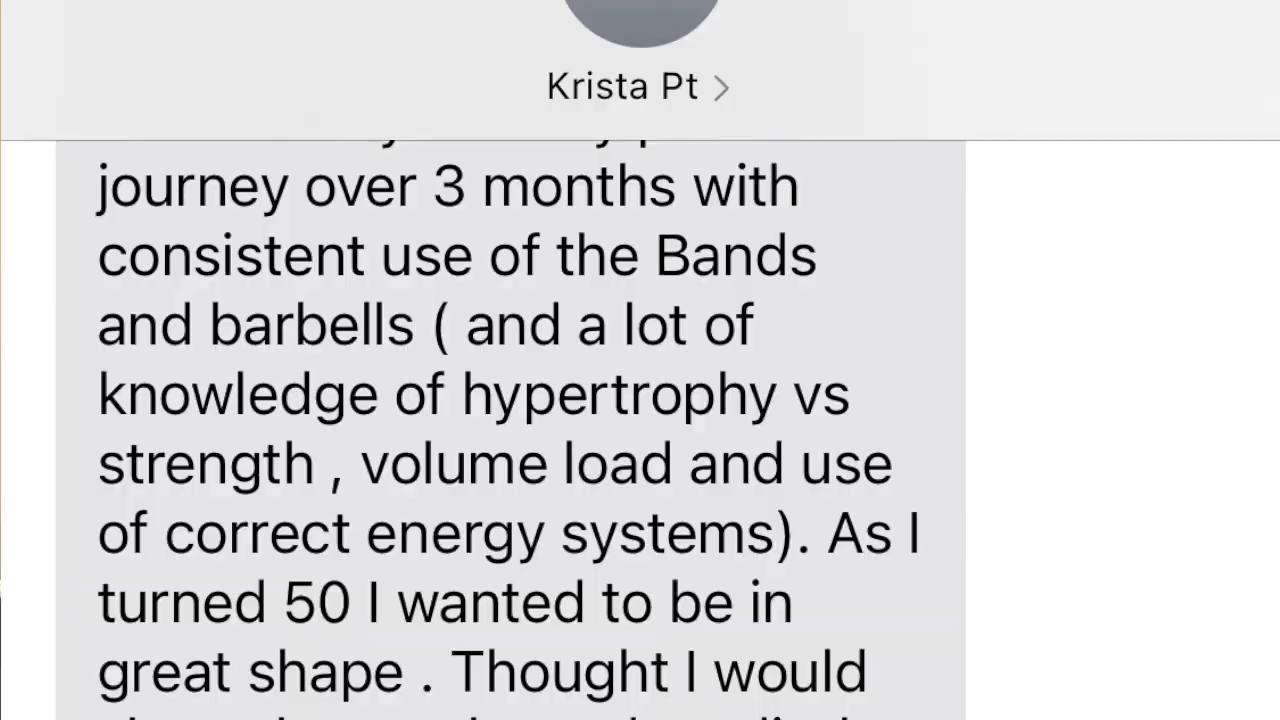 Krista Pt
journey over 3 months with
consistent use of the Bands
and barbells ( and a lot of
knowledge of hypertrophy vs
strength , volume load and use
of correct energy systems). As I
turned 50 I wanted to be in
great shape . Thought I would